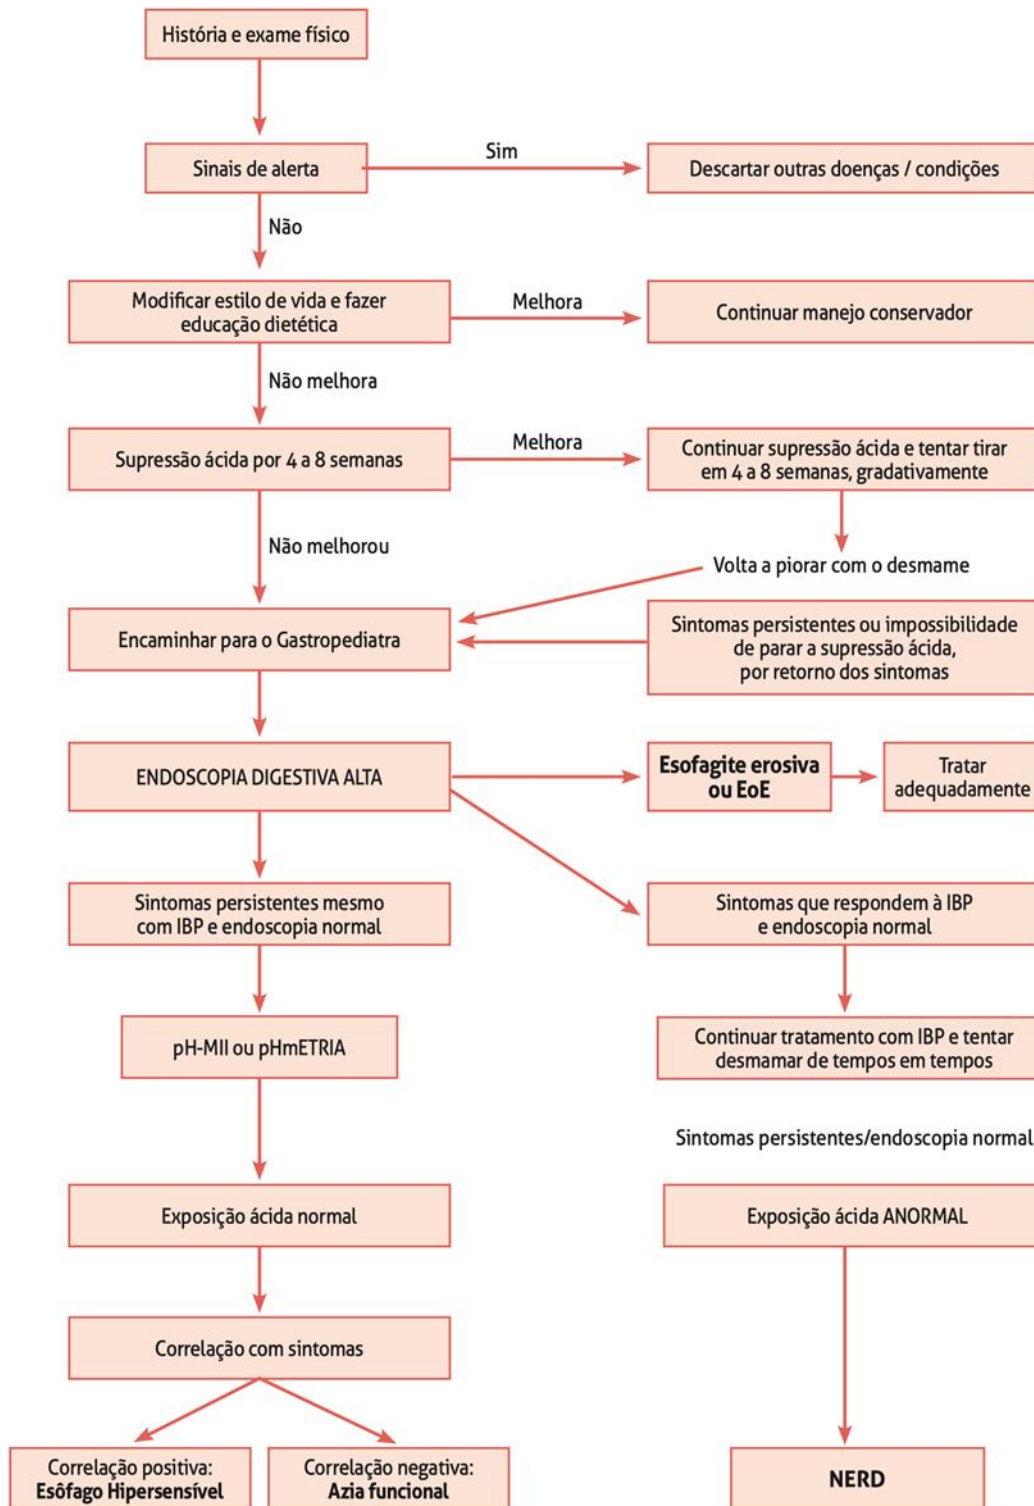 História e exame físico
Sinais de alerta
Sim
Descartar outras doenças / condições
Não
Modificar estilo de vida e fazer
educação dietética
Melhora
Continuar manejo conservador
Não melhora
Supressão ácida por 4 a 8 semanas
Melhora
Continuar supressão ácida e tentar tirar
em 4 a 8 semanas, gradativamente
Não melhorou
Volta a piorar com o desmame
Encaminhar para o Gastropediatra
Sintomas persistentes ou impossibilidade
de parar a supressão ácida,
por retorno dos sintomas
ENDOSCOPIA DIGESTIVA ALTA
Esofagite erosiva
ou EoE
Tratar
adequadamente
Sintomas persistentes mesmo
com IBP e endoscopia normal
Sintomas que respondem à IBP
e endoscopia normal
pH-MII ou pHmETRIA
Continuar tratamento com IBP e tentar
desmamar de tempos em tempos
Sintomas persistentes/endoscopia normal
Exposição ácida normal
Exposição ácida ANORMAL
Correlação com sintomas
Correlação positiva:
Esôfago Hipersensível
Correlação negativa:
Azia funcional
NERD